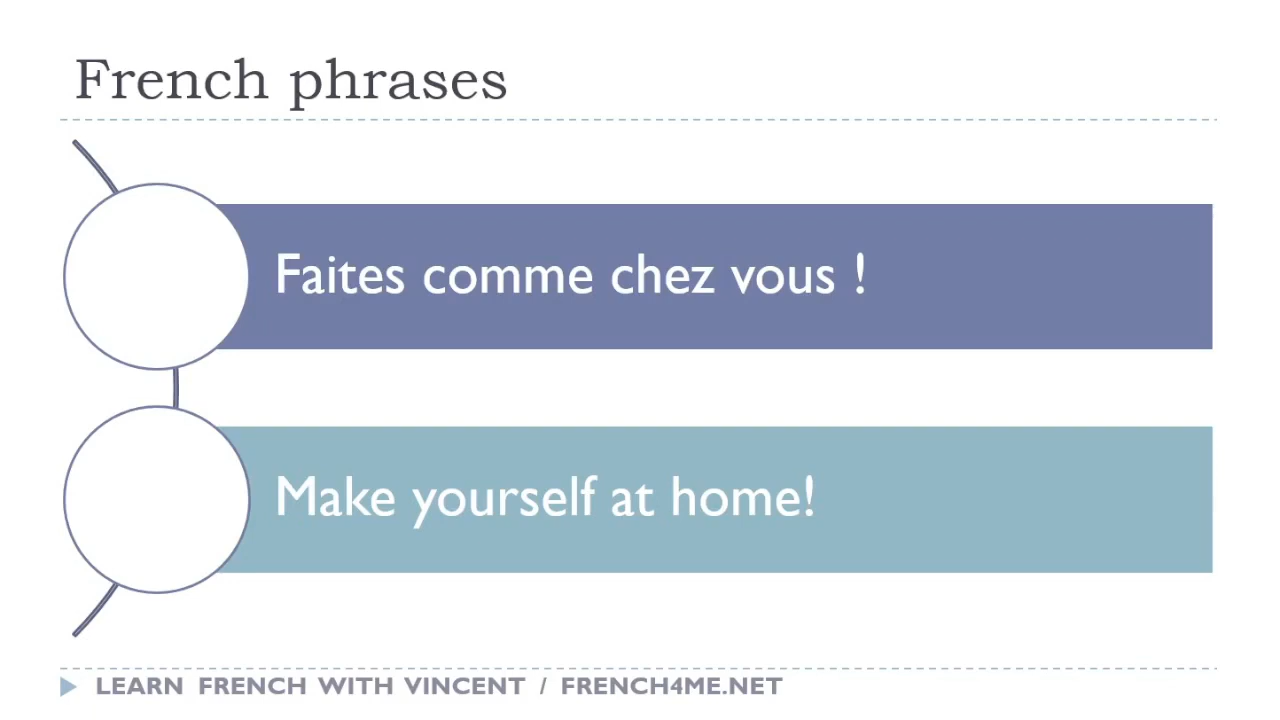 French phrases
Faites comme chez vous !
Make yourself at home!
LEARN FRENCH WITH VINCENT / FRENCH4ME.NET